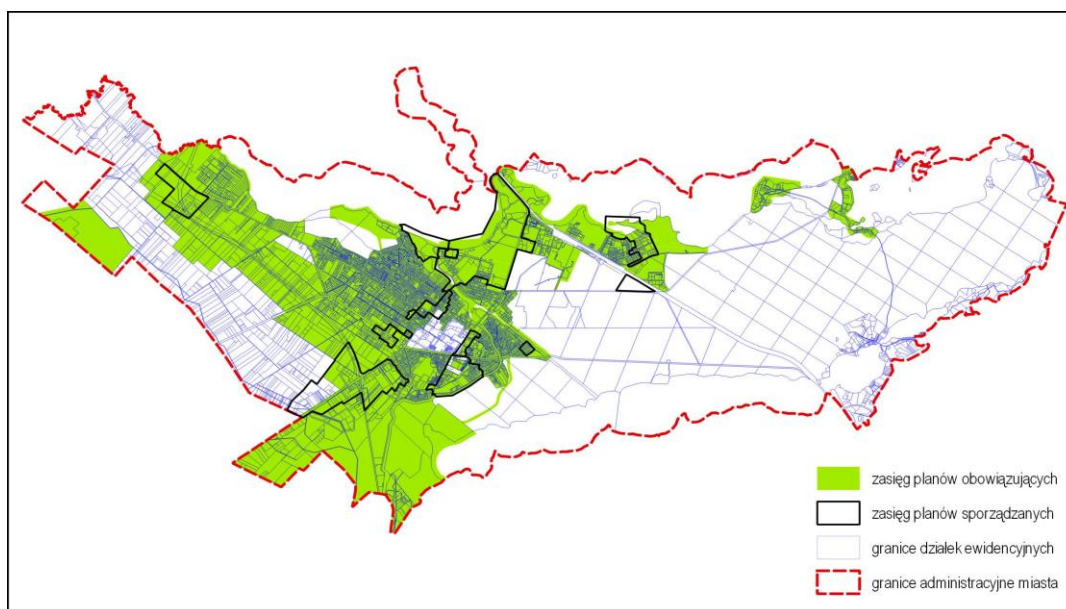 zasięg planów obowiązujących
zasięg planów sporządzanych
granice działek ewidencyjnych
granice administracyjne miasta